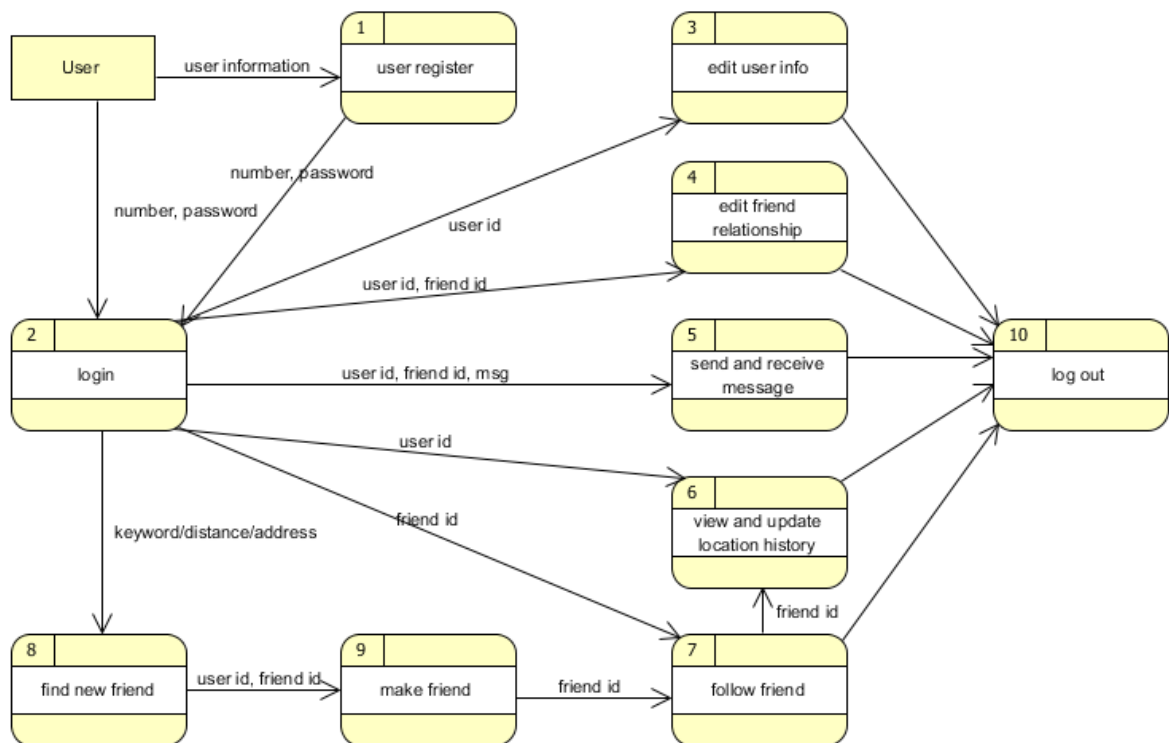 1
3
User
user information
user register
edit user info
number, password
number, password
user id
4
edit friend
relationship
user id, friend id
2
login
5
send and receive
message
user id, friend id, msg
10
log out
user id
6
view and update
location history
friend id
keyword/distance/address
friend id
8
find new friend
user id, friend id
9
make friend
friend id
7
follow friend